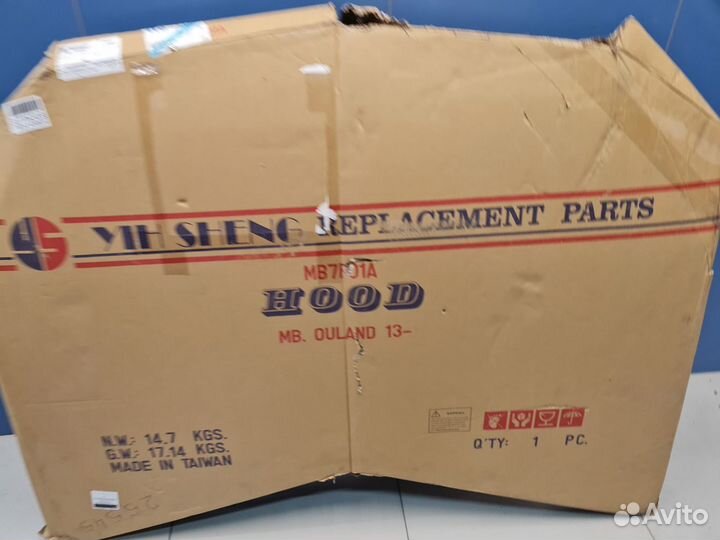 YIH SHENG REPLACEMENT PARTS
HOOD
MB. OULAND 13-
N.W.: 14.7 KGS.
G.W.: 17.14 KGS.
MADE IN TAIWAN
WARNING
Q'TY: 1 PC.
Avito